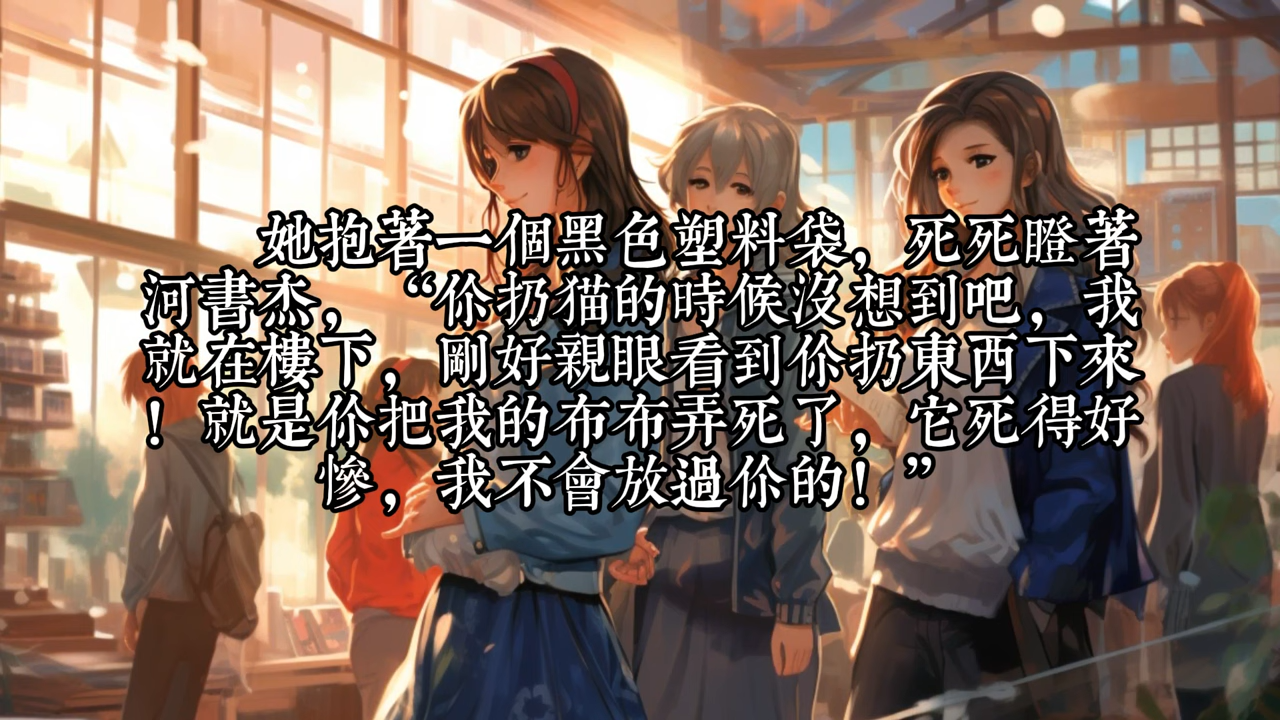 她抱著一個黑色塑料袋，死死瞪著
河書杰，“你扔猫的時候沒想到吧，我
就在樓下，剛好親眼看到你扔東西下來
！就是你把我的布布弄死了，它死得好
慘，我不會放過你的！”